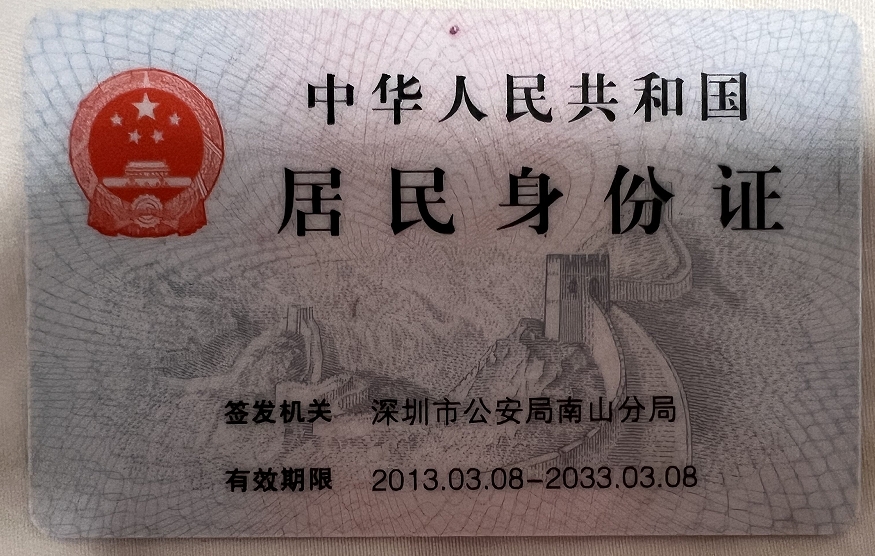 中华人民共和国
居民身份证
签发机关 深圳市公安局南山分局
有效期限 2013.03.08-2033.03.08